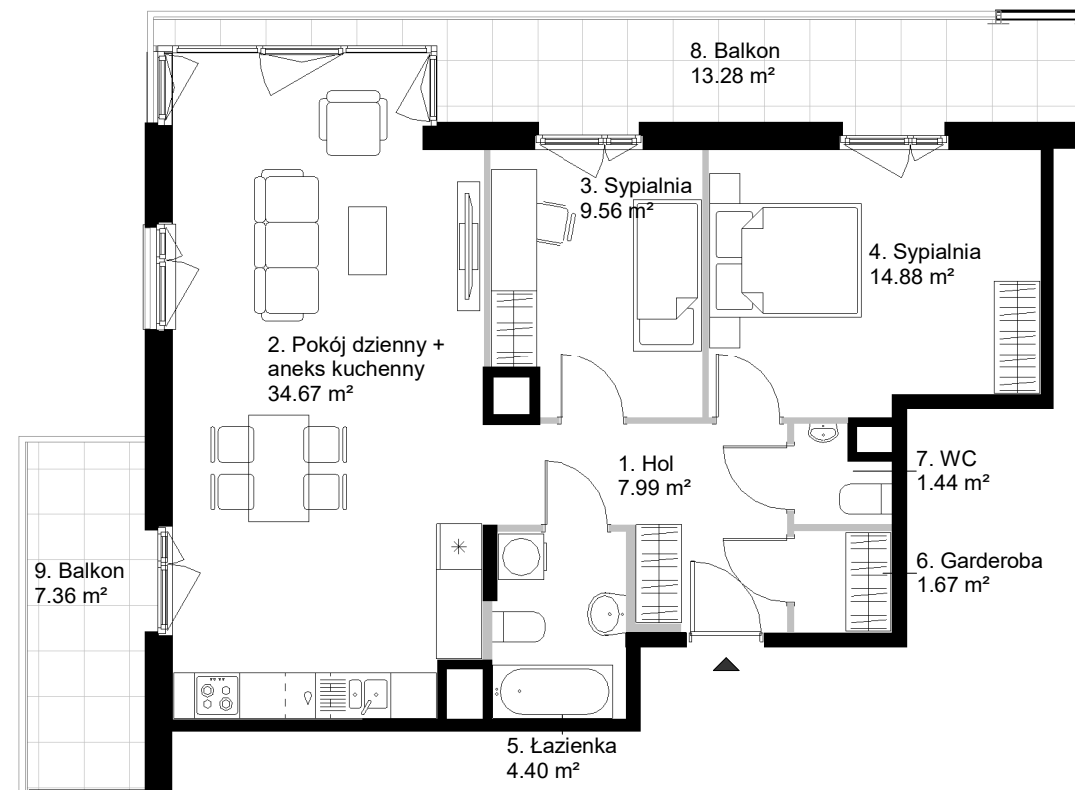 8. Balkon
13.28 m²
3. Sypialnia
9.56 m²
4. Sypialnia
14.88 m²
2. Pokój dzienny +
aneks kuchenny
34.67 m²
1. Hol
7.99 m²
7. WC
1.44 m²
6. Garderoba
1.67 m²
9. Balkon
7.36 m²
5. Łazienka
4.40 m²